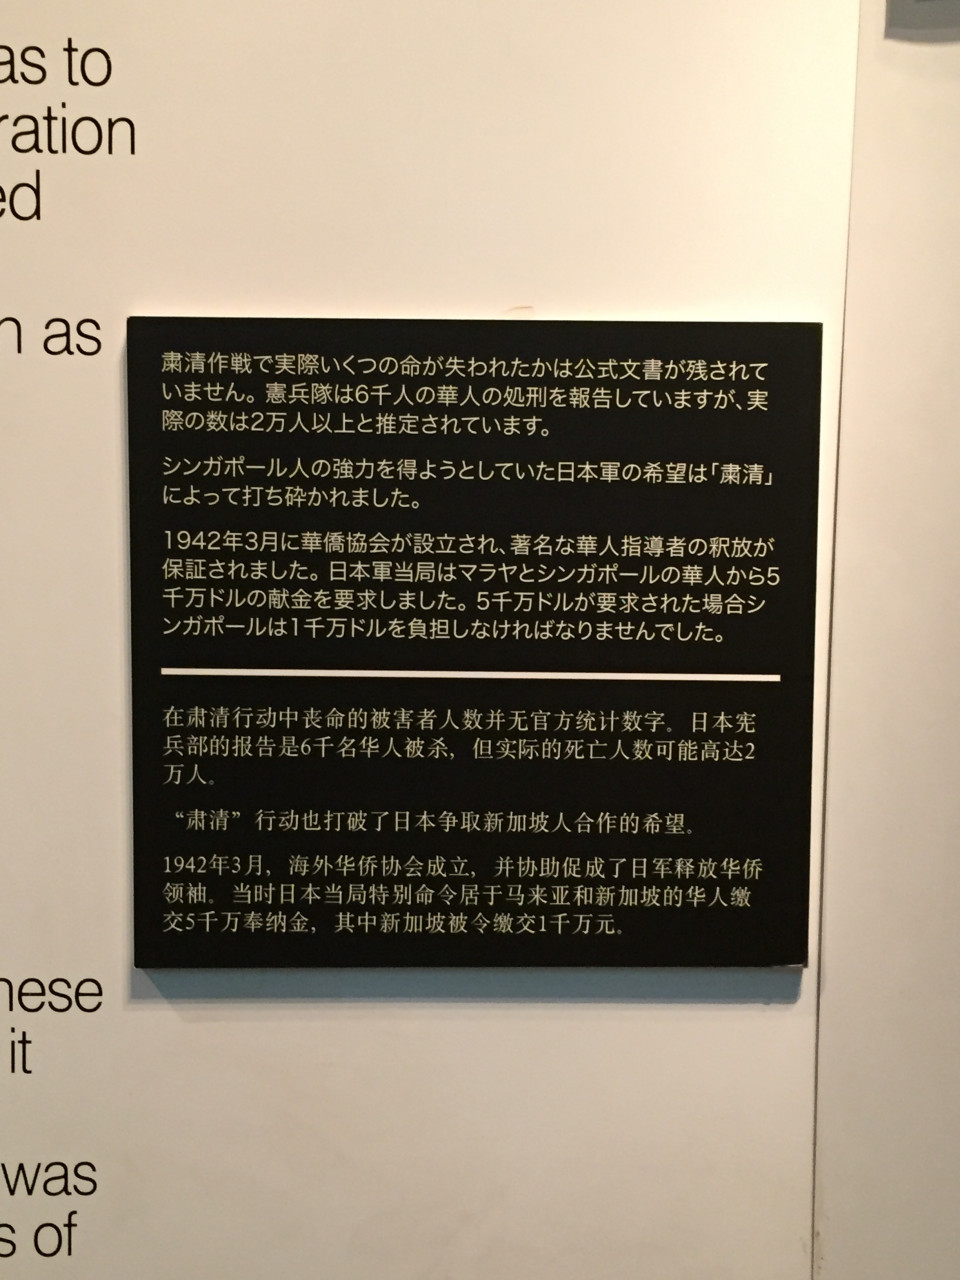 as to
ration
ed
n as
粛清作戦で実際いくつの命が失われたかは公式文書が残されて
いません。憲兵隊は6千人の華人の処刑を報告していますが、実
際の数は2万人以上と推定されています。
シンガポール人の強力を得ようとしていた日本軍の希望は「粛清」
によって打ち砕かれました。
1942年3月に華僑協会が設立され、著名な華人指導者の釈放が
保証されました。日本軍当局はマラヤとシンガポールの華人から5
千万ドルの献金を要求しました。5千万ドルが要求された場合シ
ンガポールは1千万ドルを負担しなければなりませんでした。
在肃清行动中丧命的被害者人数并无官方统计数字。日本宪
兵部的报告是6千名华人被杀，但实际的死亡人数可能高达2
万人。
“肃清”行动也打破了日本争取新加坡人合作的希望。
1942年3月，海外华侨协会成立，并协助促成了日军释放华侨
领袖。当时日本当局特别命令居于马来亚和新加坡的华人缴
交5千万奉纳金，其中新加坡被令缴交1千万元。
nese
it
was
s of